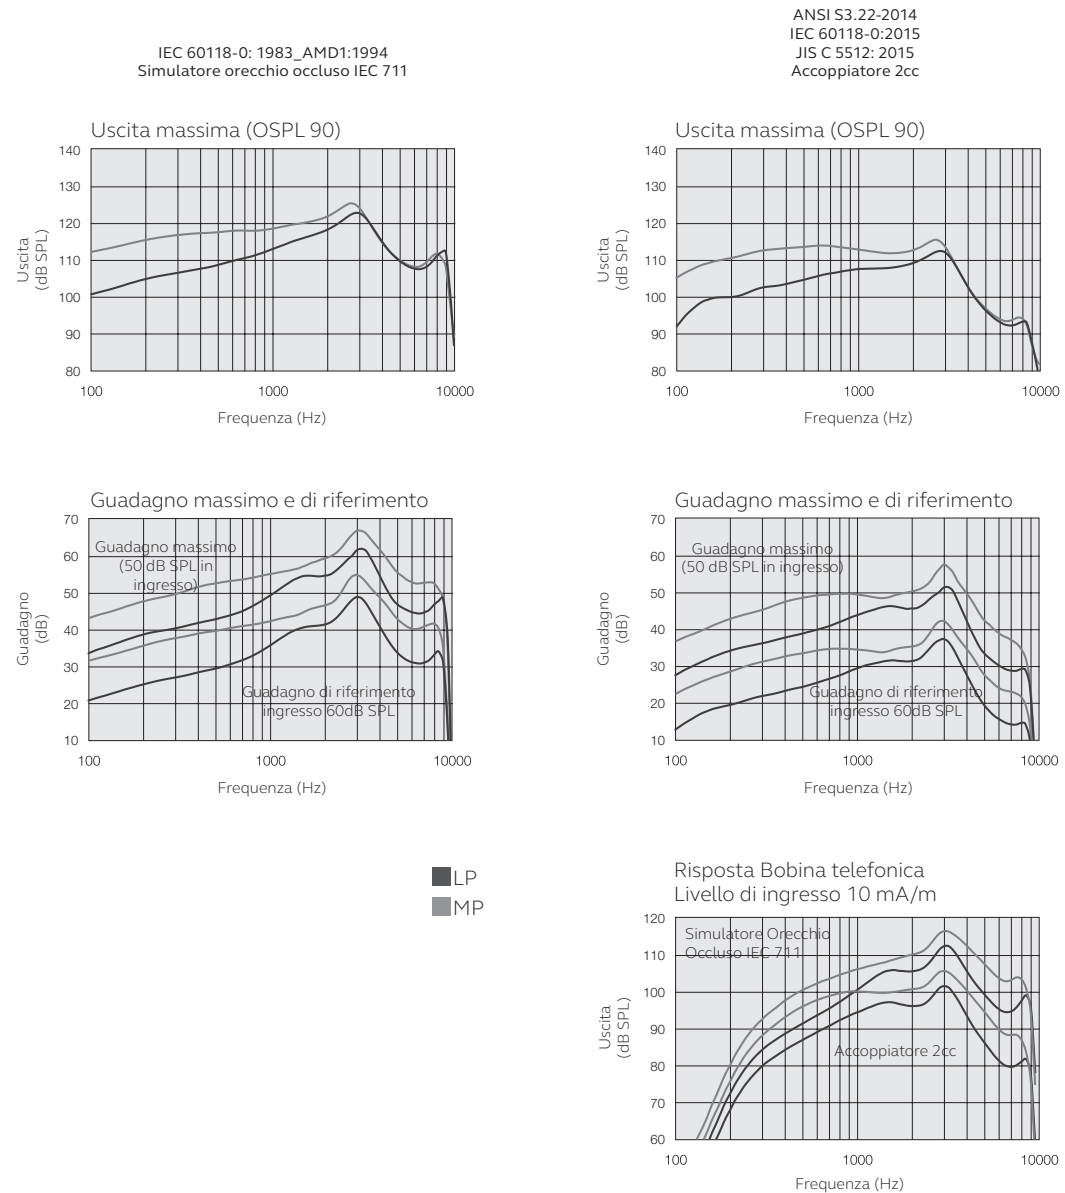 IEC 60118-0: 1983_AMD1:1994
Simulatore orecchio occluso IEC 711
ANSI S3.22-2014
IEC 60118-0:2015
JIS C 5512: 2015
Accoppiatore 2cc
Uscita massima (OSPL 90)
140
130
120
110
100
90
80
Uscita
(dB SPL)
100
1000
10000
Frequenza (Hz)
Uscita massima (OSPL 90)
140
130
120
110
100
90
80
Uscita
(dB SPL)
100
1000
10000
Frequenza (Hz)
Guadagno massimo e di riferimento
70
60
50
40
30
20
10
Guadagno
(dB)
Guadagno massimo
(50 dB SPL in
ingresso)
Guadagno di riferimento
ingresso 60dB SPL
100
1000
10000
Frequenza (Hz)
Guadagno massimo e di riferimento
70
60
50
40
30
20
10
Guadagno
(dB)
Guadagno massimo
(50 dB SPL in ingresso)
Guadagno di riferimento
ingresso 60dB SPL
100
1000
10000
Frequenza (Hz)
LP
MP
Risposta Bobina telefonica
Livello di ingresso 10 mA/m
120
110
100
90
80
70
60
Uscita
(dB SPL)
Simulatore Orecchio
Occluso IEC 711
Accoppiatore 2cc
100
1000
10000
Frequenza (Hz)